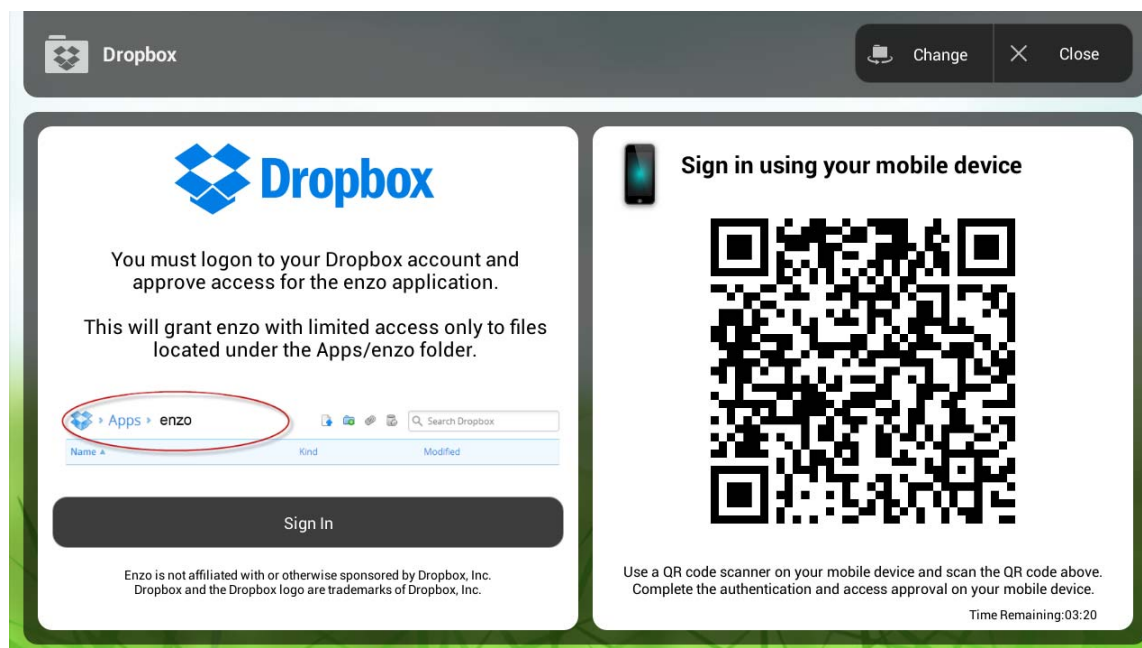 Dropbox
Change
Close
Dropbox
You must logon to your Dropbox account and
approve access for the enzo application.
This will grant enzo with limited access only to files
located under the Apps/enzo folder.
Apps > enzo
Search Dropbox
Name
Kind
Modified
Sign In
Enzo is not affiliated with or otherwise sponsored by Dropbox, Inc.
Dropbox and the Dropbox logo are trademarks of Dropbox, Inc.
Sign in using your mobile device
Use a QR code scanner on your mobile device and scan the QR code above.
Complete the authentication and access approval on your mobile device.
Time Remaining:03:20